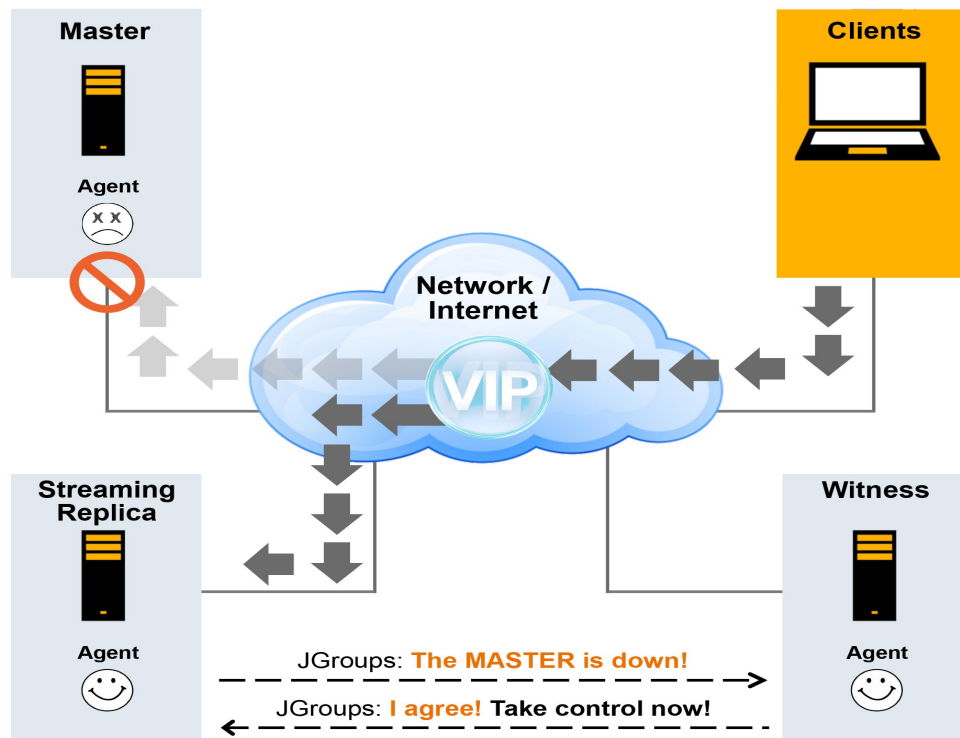 Master
Clients
Agent
x x
Network /
Internet
VIP
Streaming
Replica
Witness
Agent
Agent
JGroups: The MASTER is down!
JGroups: I agree! Take control now!